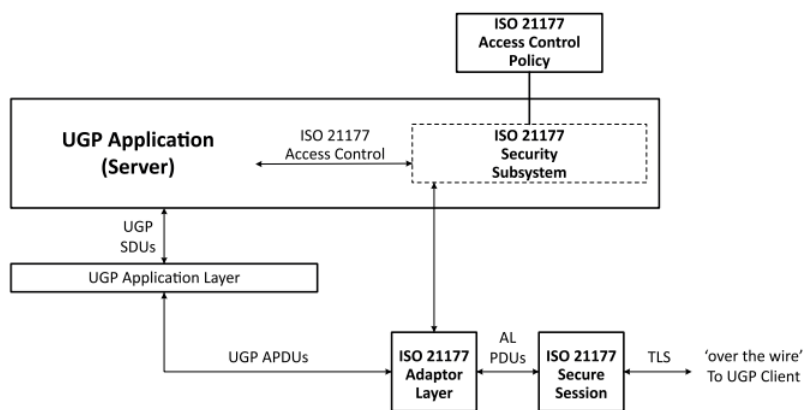 ISO 21177
Access Control
Policy
UGP Application
(Server)
ISO 21177
Access Control
ISO 21177
Security
Subsystem
UGP
SDUs
UGP Application Layer
UGP APDUs
ISO 21177
Adaptor
Layer
AL
PDUs
ISO 21177
Secure
Session
TLS
‘over the wire’
To UGP Client